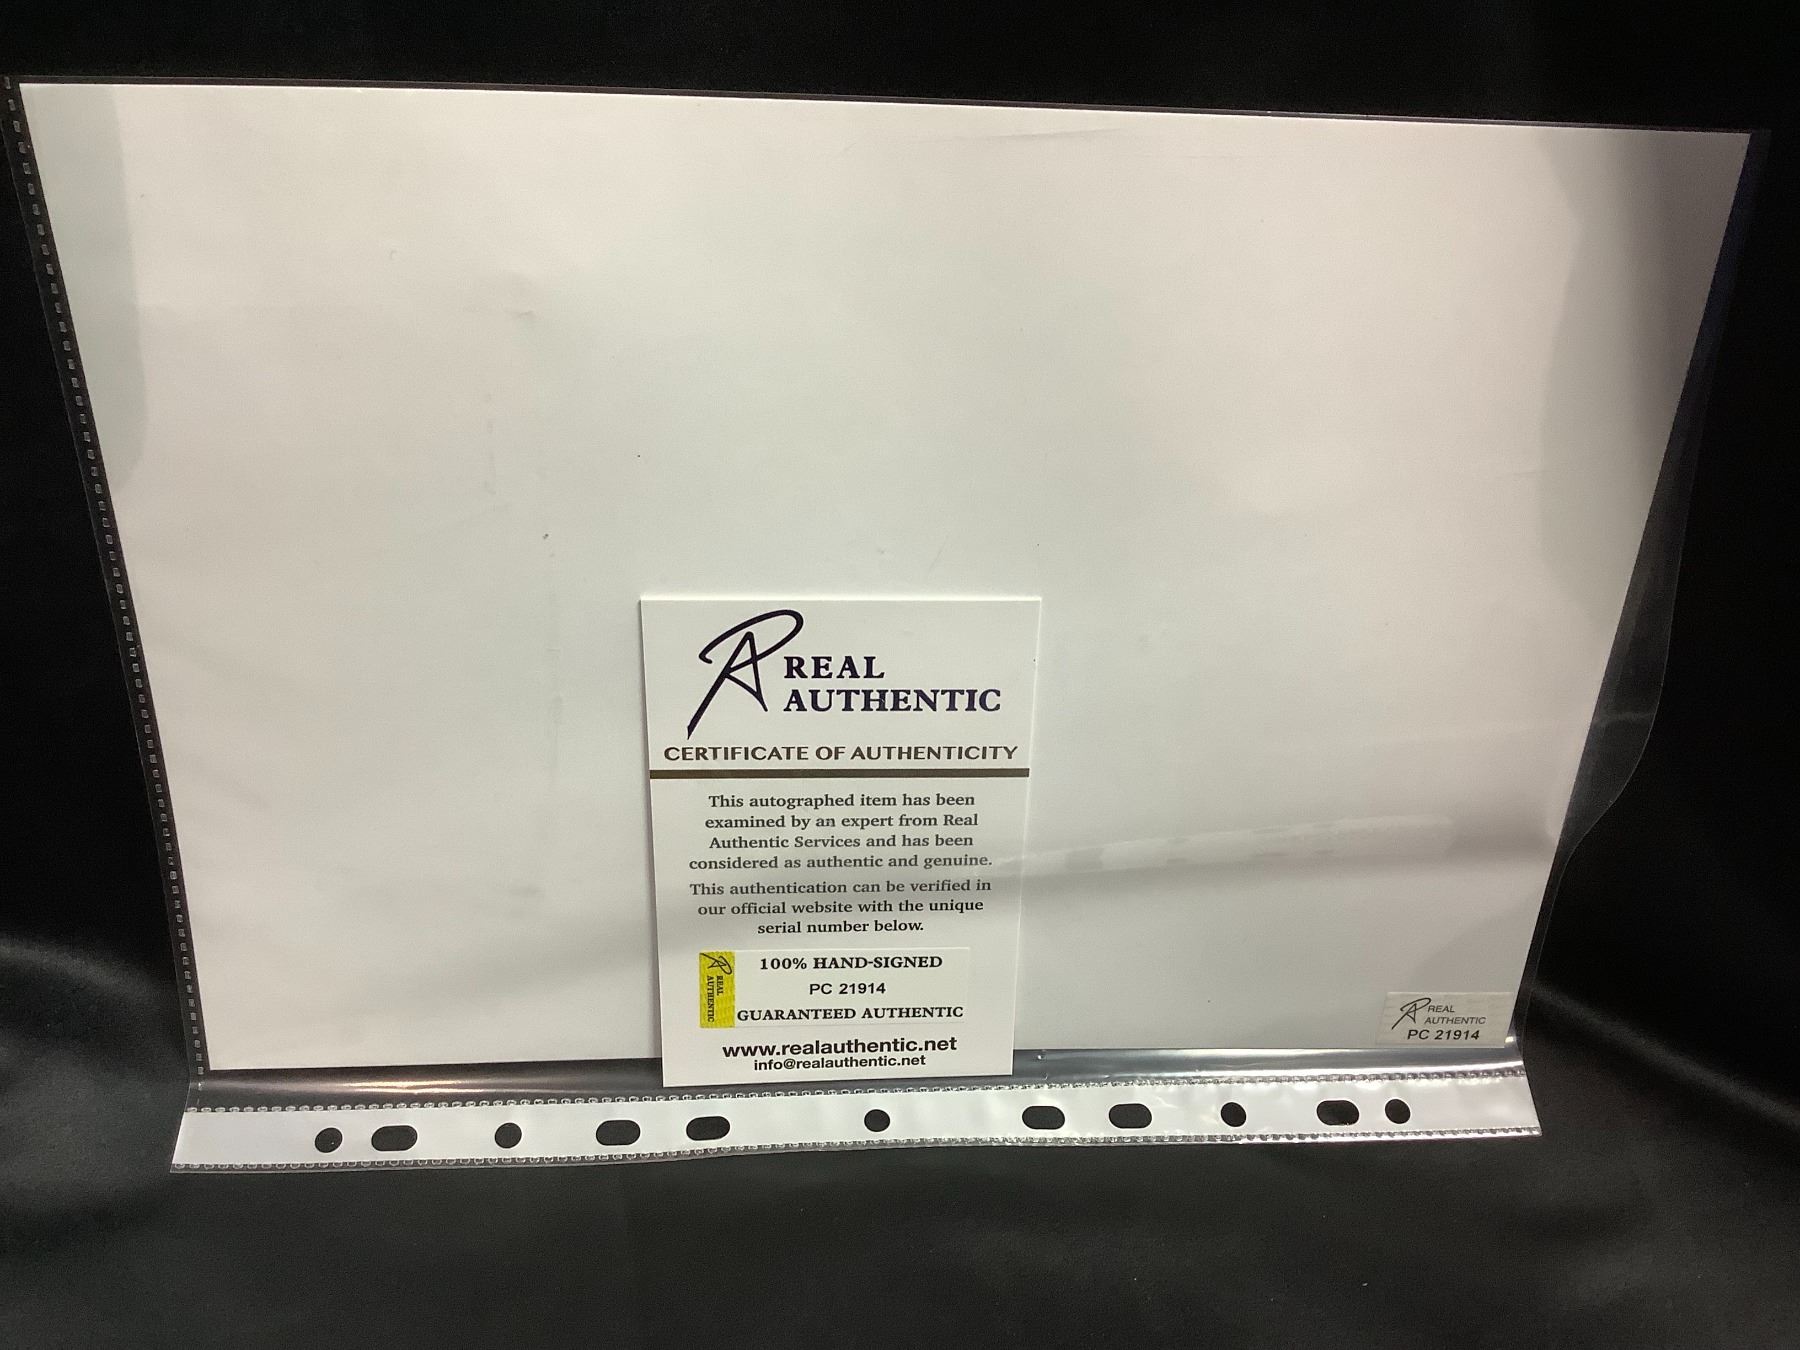 REAL
AUTHENTIC
CERTIFICATE OF AUTHENTICITY
This autographed item has been
examined by an expert from Real
Authentic Services and has been
considered as authentic and genuine.
This authentication can be verified in
our official website with the unique
serial number below.
REAL
AUTHENTIC
100% HAND-SIGNED
PC 21914
GUARANTEED AUTHENTIC
www.realauthentic.net
info@realauthentic.net
REAL
AUTHENTIC
PC 21914